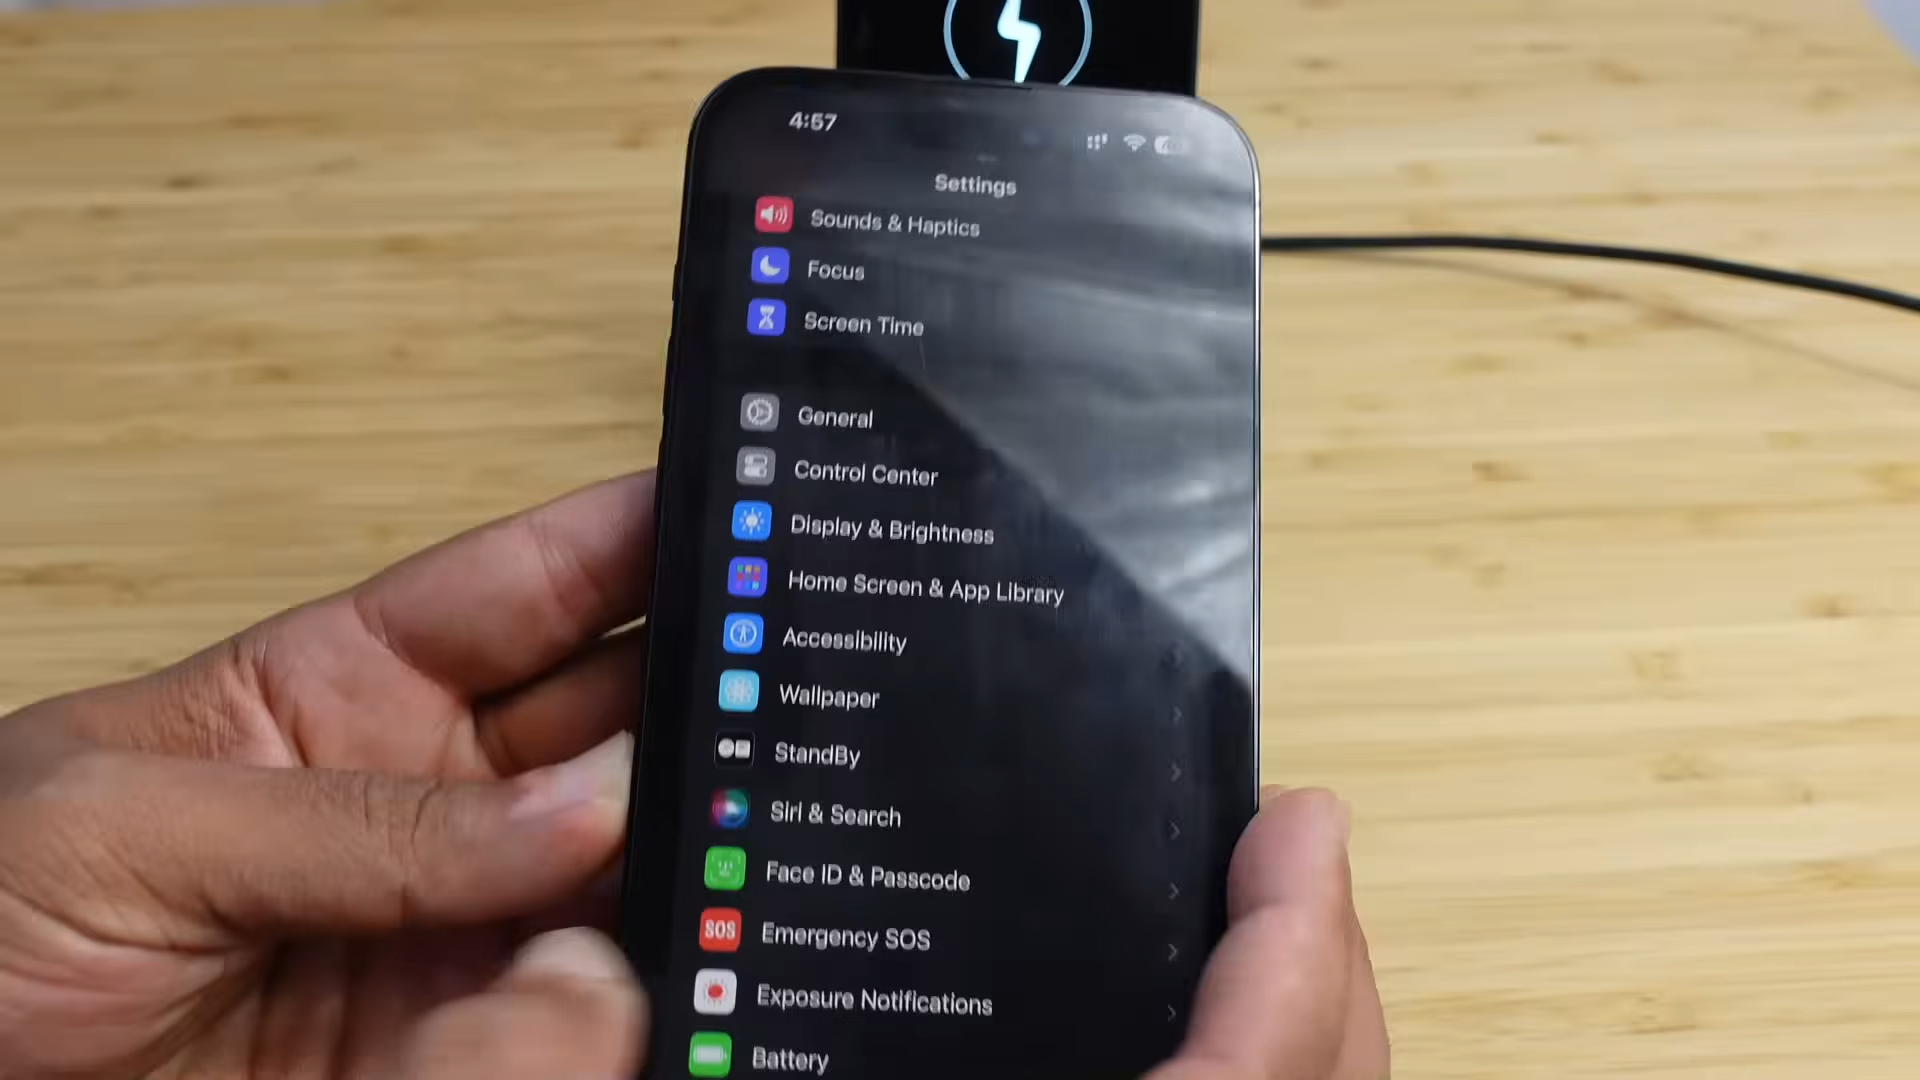 4:57
Settings
Sounds & Haptics
Focus
Screen Time
General
Control Center
Display & Brightness
Home Screen & App Library
Accessibility
Wallpaper
StandBy
Siri & Search
Face ID & Passcode
SOS
Emergency SOS
Exposure Notifications
Battery